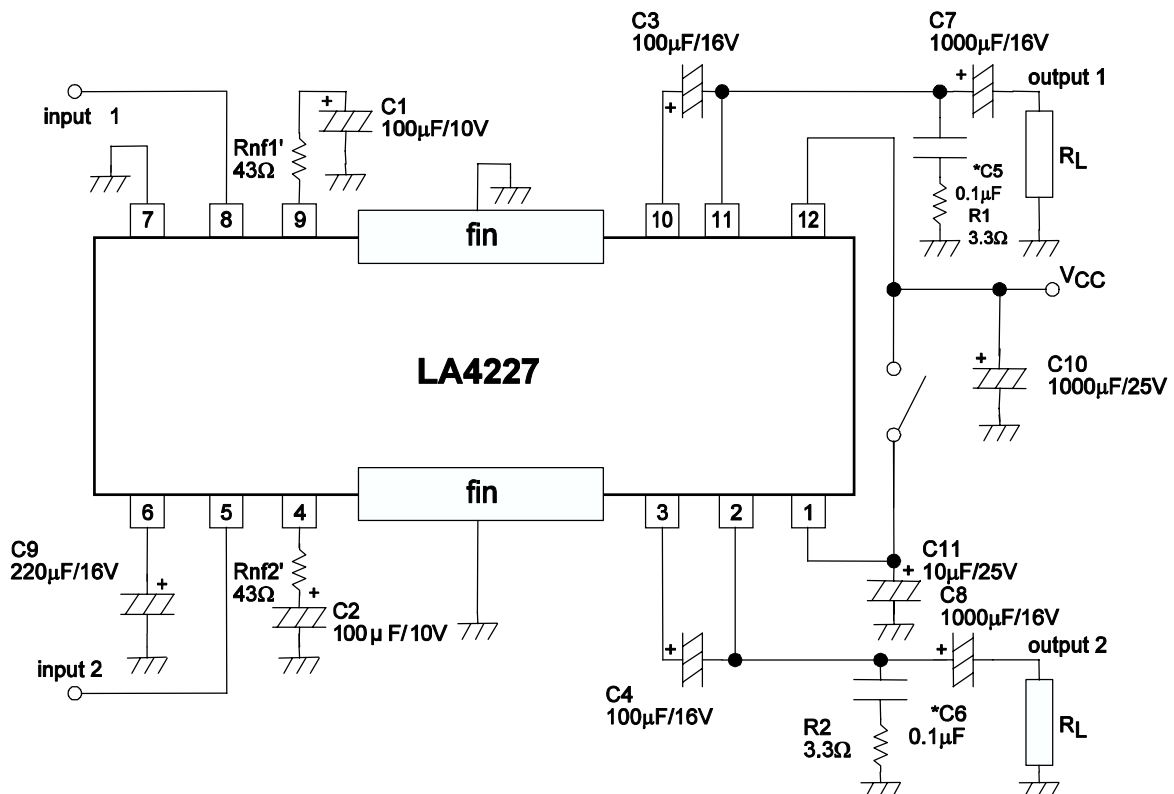 C3
100µF/16V
C7
1000µF/16V
output 1
input 1
Rnf1'
43Ω
+
C1
100µF/10V
+
+
*C5
0.1µF
R1
3.3Ω
RL
7
8
9
fin
10
11
12
VCC
LA4227
+
C10
1000µF/25V
6
5
4
fin
3
2
1
C9
220µF/16V
+
Rnf2'
43Ω
+
C2
100µF/10V
+
C11
10µF/25V
C8
1000µF/16V
input 2
+
C4
100µF/16V
+
output 2
R2
3.3Ω
*C6
0.1µF
RL